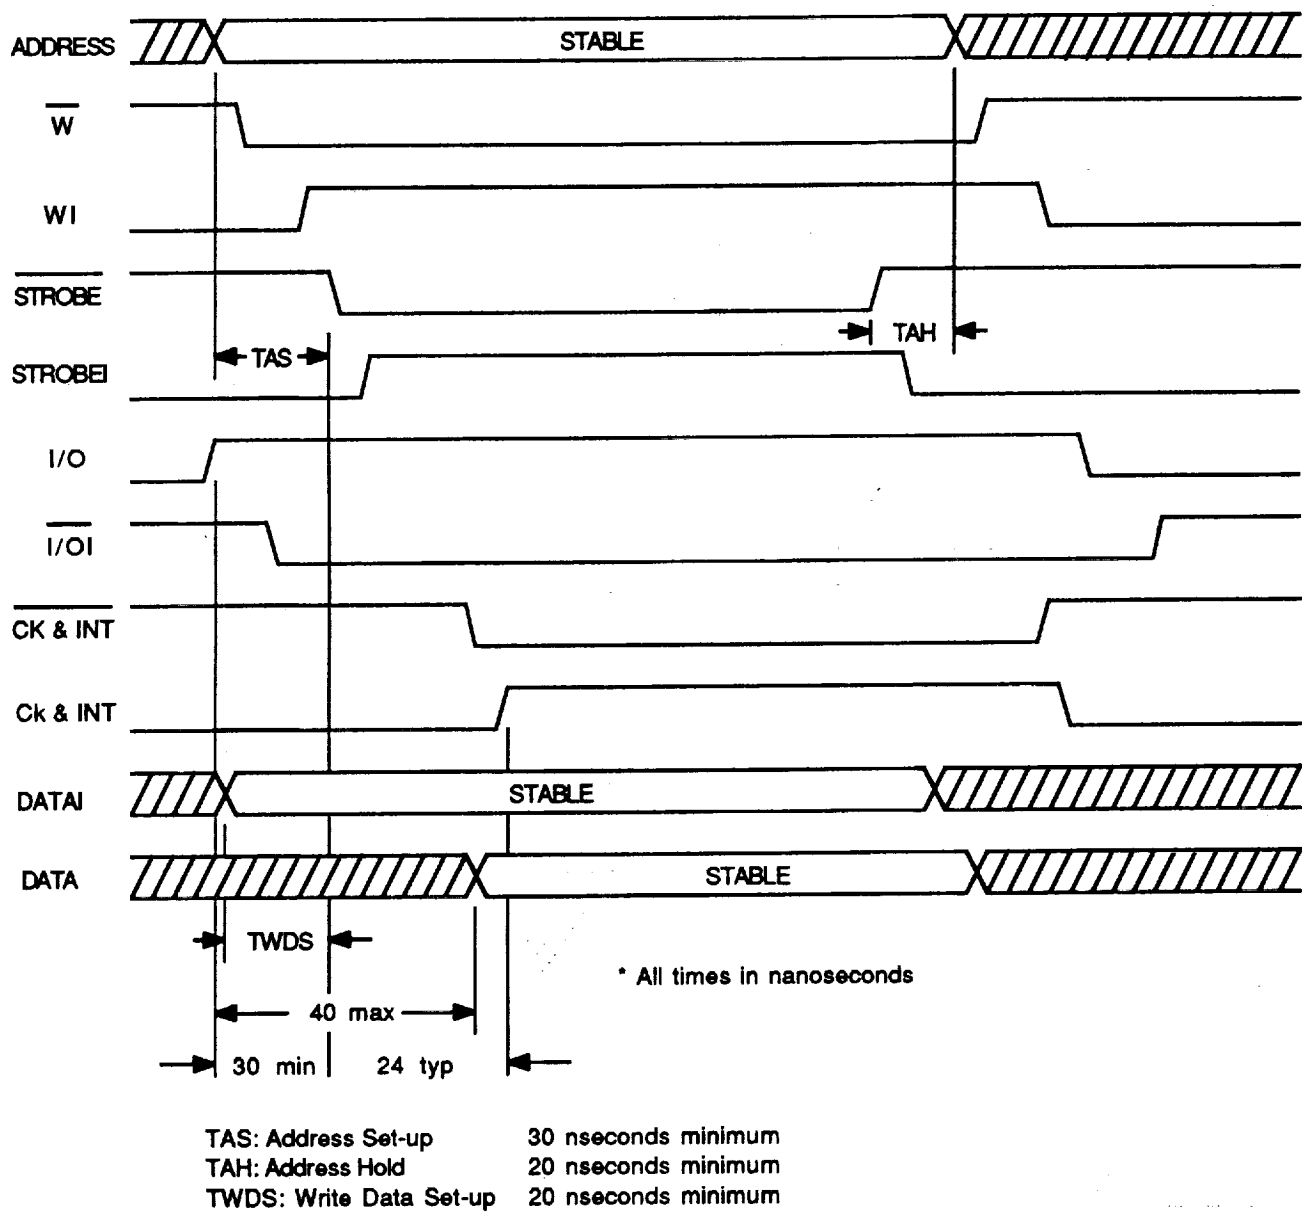 ADDRESS
STABLE
W
WI
STROBE
TAH
TAS
STROBEI
I/O
I/OI
CK & INT
Ck & INT
DATAI
STABLE
DATA
STABLE
TWDS
* All times in nanoseconds
40 max
30 min 24 typ
TAS: Address Set-up 30 nseconds minimum
TAH: Address Hold 20 nseconds minimum
TWDS: Write Data Set-up 20 nseconds minimum